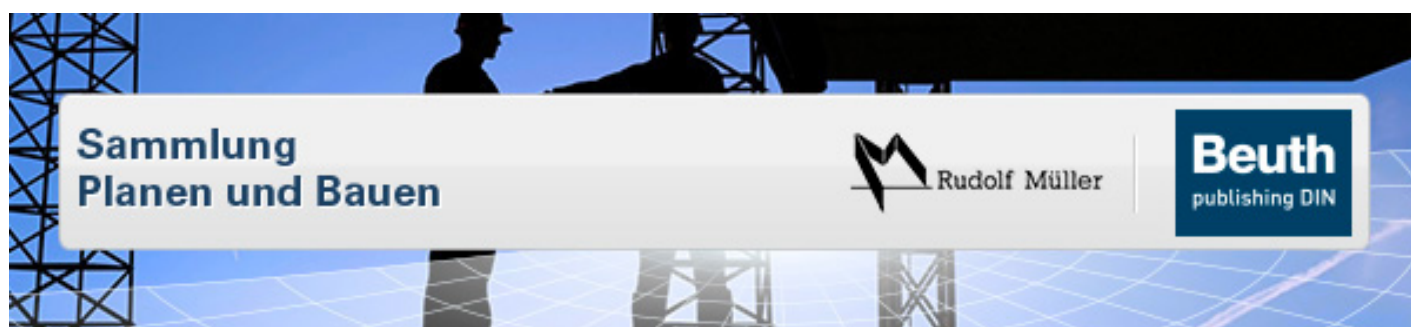 Sammlung
Planen und Bauen
Rudolf Müller
Beuth
publishing DIN